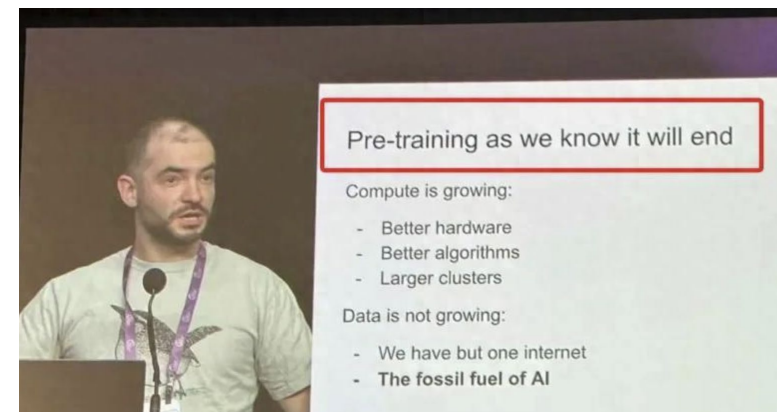 Pre-training as we know it will end
Compute is growing:
- Better hardware
- Better algorithms
- Larger clusters
Data is not growing:
- We have but one internet
- The fossil fuel of AI